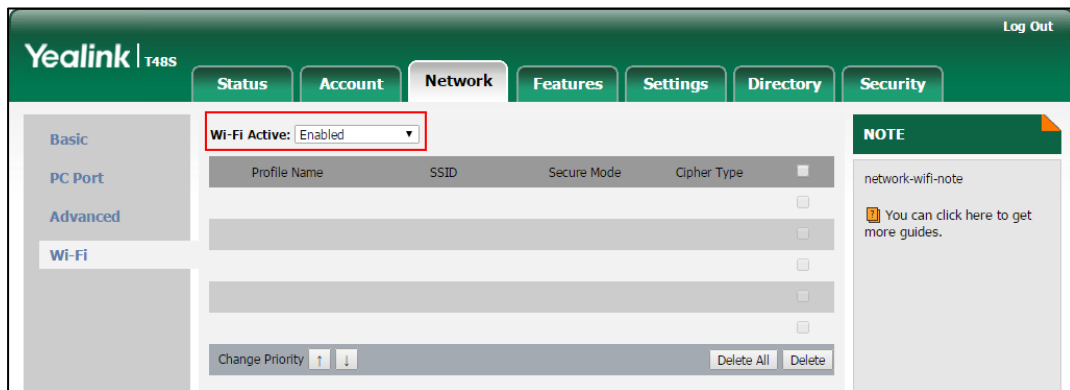 Log Out
Yealink | T48S
Status Account Network Features Settings Directory Security
Basic
PC Port
Advanced
Wi-Fi
Wi-Fi Active: Enabled
Profile Name SSID Secure Mode Cipher Type
Change Priority ↑ ↓ Delete All Delete
NOTE
network-wifi-note
? You can click here to get
more guides.